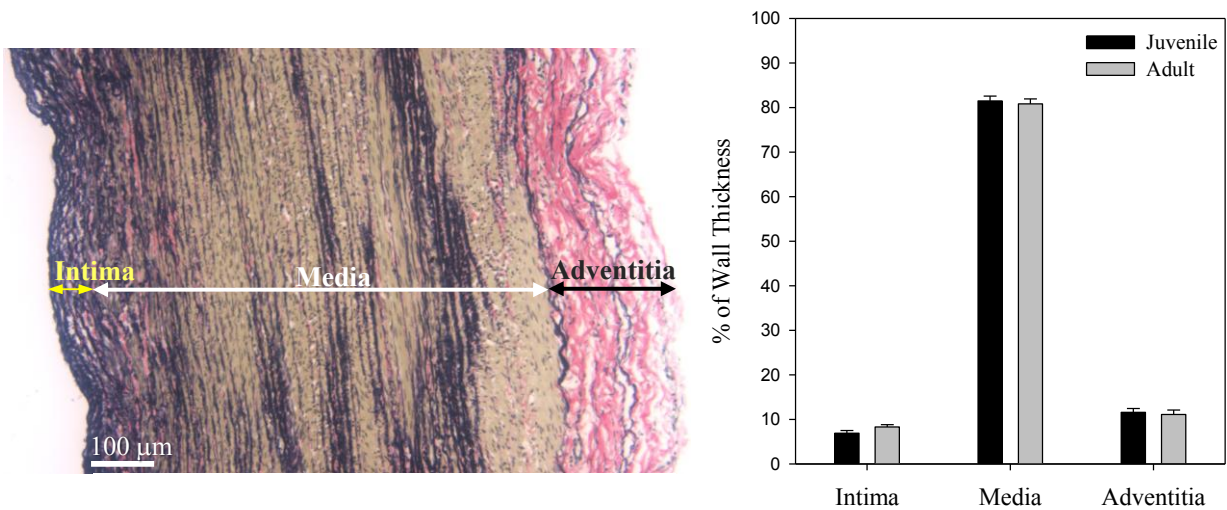 Intima
Media
Adventitia
100 μm
100
90
80
70
60
50
40
30
20
10
0
% of Wall Thickness
Juvenile
Adult
Intima Media Adventitia